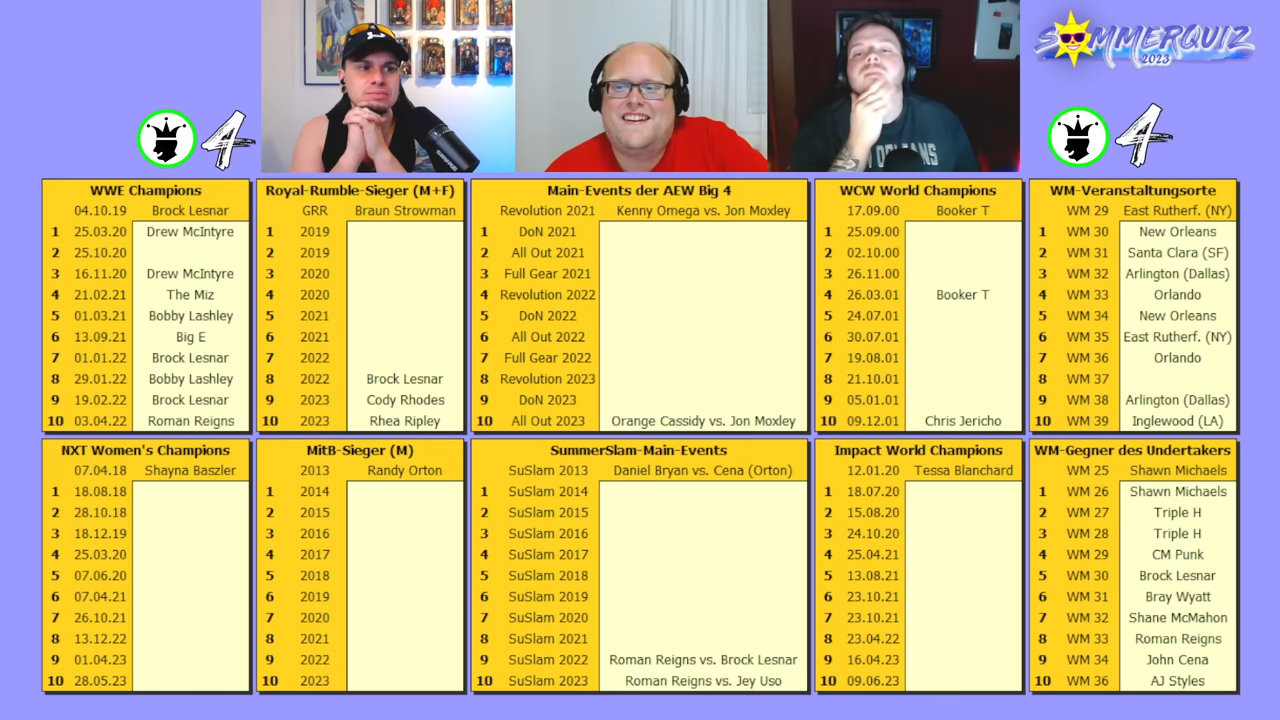 SOMMERQUIZ
2023
4
4
ORLEANS
WWE Champions
04.10.19 Brock Lesnar
1 25.03.20 Drew McIntyre
2 25.10.20
3 16.11.20 Drew McIntyre
4 21.02.21 The Miz
5 01.03.21 Bobby Lashley
6 13.09.21 Big E
7 01.01.22 Brock Lesnar
8 29.01.22 Bobby Lashley
9 19.02.22 Brock Lesnar
10 03.04.22 Roman Reigns
Royal-Rumble-Sieger (M+F)
GRR Braun Strowman
1 2019
2 2019
3 2020
4 2020
5 2021
6 2021
7 2022
8 2022 Brock Lesnar
9 2023 Cody Rhodes
10 2023 Rhea Ripley
Main-Events der AEW Big 4
Revolution 2021 Kenny Omega vs. Jon Moxley
1 DoN 2021
2 All Out 2021
3 Full Gear 2021
4 Revolution 2022
5 DoN 2022
6 All Out 2022
7 Full Gear 2022
8 Revolution 2023
9 DoN 2023
10 All Out 2023 Orange Cassidy vs. Jon Moxley
WCW World Champions
17.09.00 Booker T
1 25.09.00
2 02.10.00
3 26.11.00
4 26.03.01 Booker T
5 24.07.01
6 30.07.01
7 19.08.01
8 21.10.01
9 05.01.01
10 09.12.01 Chris Jericho
WM-Veranstaltungsorte
WM 29 East Rutherf. (NY)
1 WM 30 New Orleans
2 WM 31 Santa Clara (SF)
3 WM 32 Arlington (Dallas)
4 WM 33 Orlando
5 WM 34 New Orleans
6 WM 35 East Rutherf. (NY)
7 WM 36 Orlando
8 WM 37
9 WM 38 Arlington (Dallas)
10 WM 39 Inglewood (LA)
NXT Women's Champions
07.04.18 Shayna Baszler
1 18.08.18
2 28.10.18
3 18.12.19
4 25.03.20
5 07.06.20
6 07.04.21
7 26.10.21
8 13.12.22
9 01.04.23
10 28.05.23
MitB-Sieger (M)
2013 Randy Orton
1 2014
2 2015
3 2016
4 2017
5 2018
6 2019
7 2020
8 2021
9 2022
10 2023
SummerSlam-Main-Events
SuSlam 2013 Daniel Bryan vs. Cena (Orton)
1 SuSlam 2014
2 SuSlam 2015
3 SuSlam 2016
4 SuSlam 2017
5 SuSlam 2018
6 SuSlam 2019
7 SuSlam 2020
8 SuSlam 2021
9 SuSlam 2022 Roman Reigns vs. Brock Lesnar
10 SuSlam 2023 Roman Reigns vs. Jey Uso
Impact World Champions
12.01.20 Tessa Blanchard
1 18.07.20
2 15.08.20
3 24.10.20
4 25.04.21
5 13.08.21
6 23.10.21
7 23.10.21
8 23.04.22
9 16.04.23
10 09.06.23
WM-Gegner des Undertakers
WM 25 Shawn Michaels
1 WM 26 Shawn Michaels
2 WM 27 Triple H
3 WM 28 Triple H
4 WM 29 CM Punk
5 WM 30 Brock Lesnar
6 WM 31 Bray Wyatt
7 WM 32 Shane McMahon
8 WM 33 Roman Reigns
9 WM 34 John Cena
10 WM 36 AJ Styles